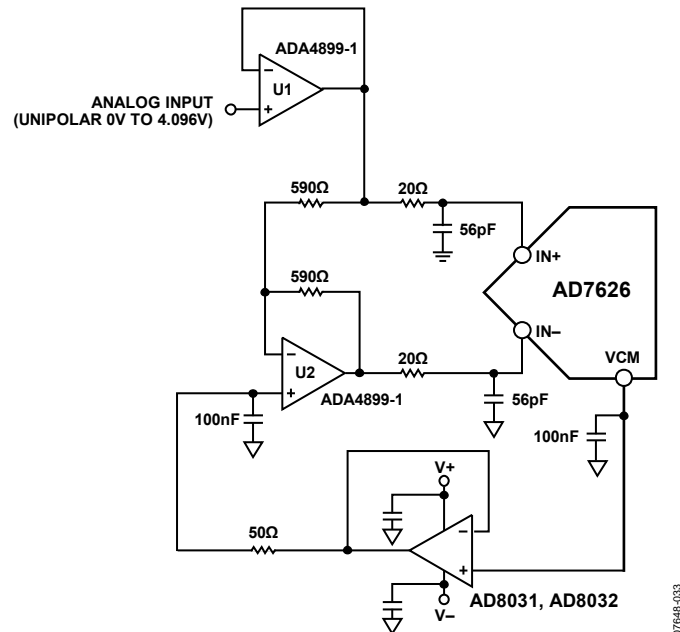 ADA4899-1
−
U1
+
ANALOG INPUT
(UNIPOLAR 0V TO 4.096V)
590Ω
20Ω
56pF
IN+
AD7626
590Ω
IN−
−
U2
+
20Ω
VCM
ADA4899-1
56pF
100nF
100nF
V+
50Ω
−
+
AD8031, AD8032
V−
07648-033